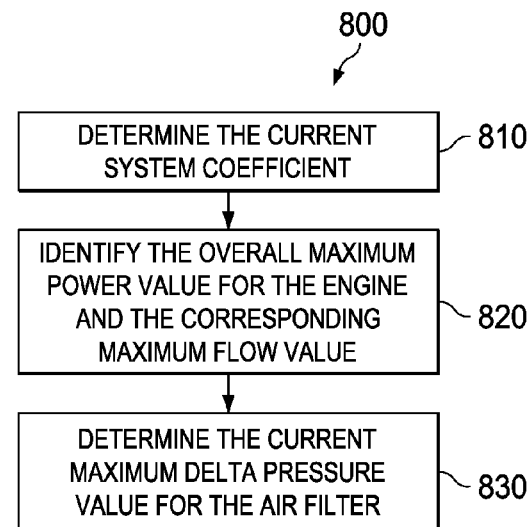 800
DETERMINE THE CURRENT
SYSTEM COEFFICIENT
810
IDENTIFY THE OVERALL MAXIMUM
POWER VALUE FOR THE ENGINE
AND THE CORRESPONDING
MAXIMUM FLOW VALUE
820
DETERMINE THE CURRENT
MAXIMUM DELTA PRESSURE
VALUE FOR THE AIR FILTER
830